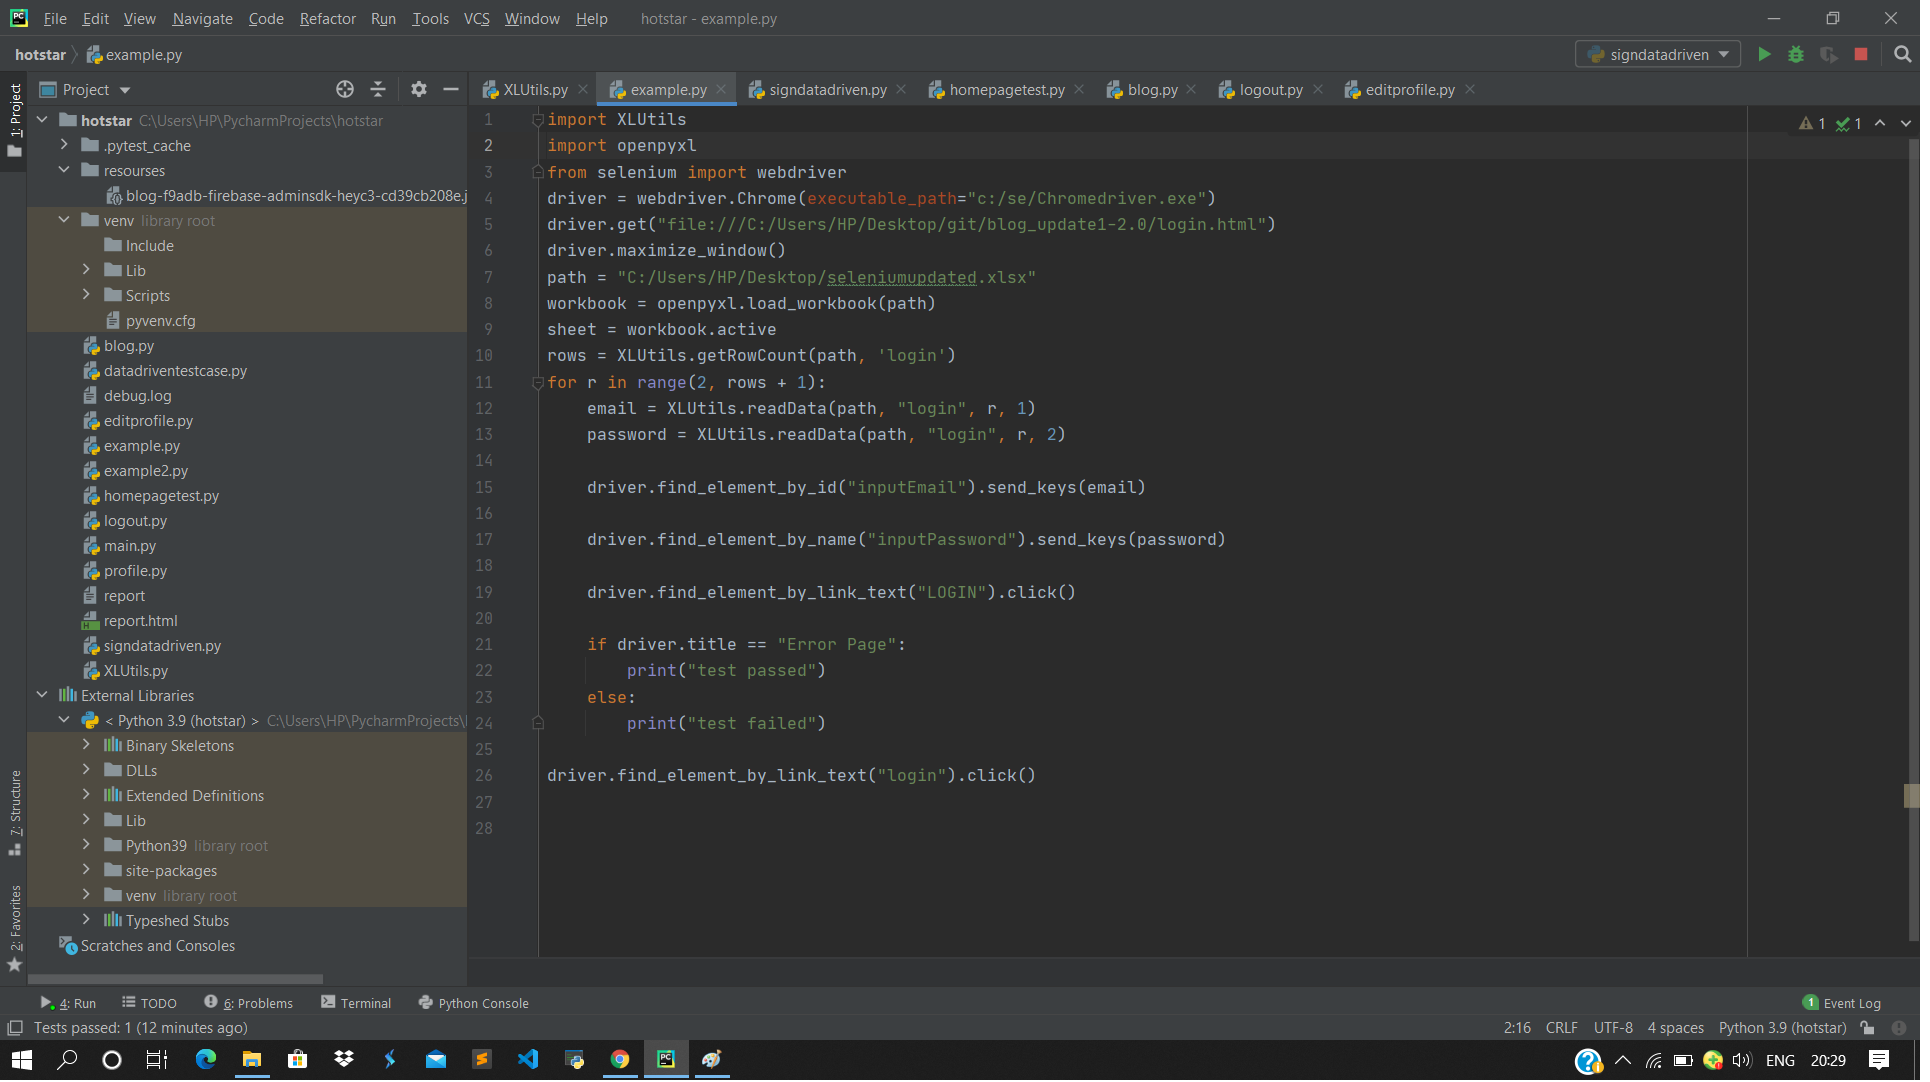 File Edit View Navigate Code Refactor Run Tools VCS Window Help hotstar - example.py
hotstar example.py signdatadriven
Project
XLUtils.py example.py signdatadriven.py homepagetest.py blog.py logout.py editprofile.py
1: Project
7: Structure
2: Favorites
hotstar C:\Users\HP\PycharmProjects\hotstar
.pytest_cache
resourses
blog-f9adb-firebase-adminsdk-heyc3-cd39cb208e.j
venv library root
Include
Lib
Scripts
pyvenv.cfg
blog.py
datadriventestcase.py
debug.log
editprofile.py
example.py
example2.py
homepagetest.py
logout.py
main.py
profile.py
report
report.html
signdatadriven.py
XLUtils.py
External Libraries
< Python 3.9 (hotstar) > C:\Users\HP\PycharmProjects\
Binary Skeletons
DLLs
Extended Definitions
Lib
Python39 library root
site-packages
venv library root
Typeshed Stubs
Scratches and Consoles
1 import XLUtils
2 import openpyxl
3 from selenium import webdriver
4 driver = webdriver.Chrome(executable_path="c:/se/Chromedriver.exe")
5 driver.get("file:///C:/Users/HP/Desktop/git/blog_update1-2.0/login.html")
6 driver.maximize_window()
7 path = "C:/Users/HP/Desktop/seleniumupdated.xlsx"
8 workbook = openpyxl.load_workbook(path)
9 sheet = workbook.active
10 rows = XLUtils.getRowCount(path, 'login')
11 for r in range(2, rows + 1):
12 email = XLUtils.readData(path, "login", r, 1)
13 password = XLUtils.readData(path, "login", r, 2)
14
15 driver.find_element_by_id("inputEmail").send_keys(email)
16
17 driver.find_element_by_name("inputPassword").send_keys(password)
18
19 driver.find_element_by_link_text("LOGIN").click()
20
21 if driver.title == "Error Page":
22 print("test passed")
23 else:
24 print("test failed")
25
26 driver.find_element_by_link_text("login").click()
27
28
1 1
4: Run TODO 6: Problems Terminal Python Console 1 Event Log
Tests passed: 1 (12 minutes ago) 2:16 CRLF UTF-8 4 spaces Python 3.9 (hotstar)
ENG 20:29